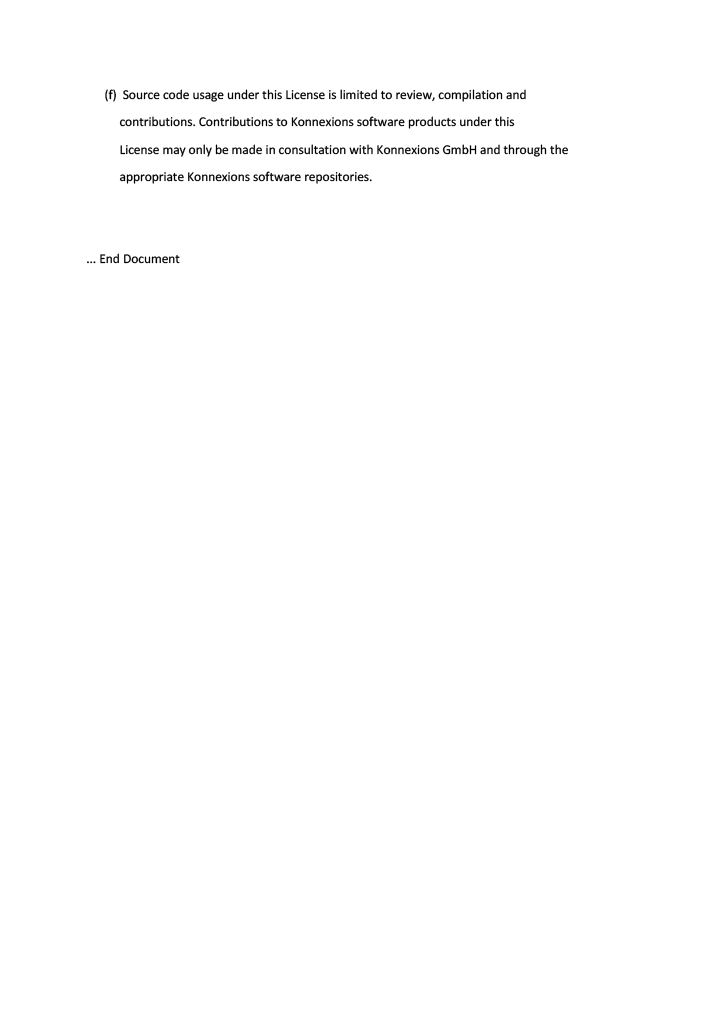 (f) Source code usage under this License is limited to review, compilation and
contributions. Contributions to Konnexions software products under this
License may only be made in consultation with Konnexions GmbH and through the
appropriate Konnexions software repositories.
... End Document